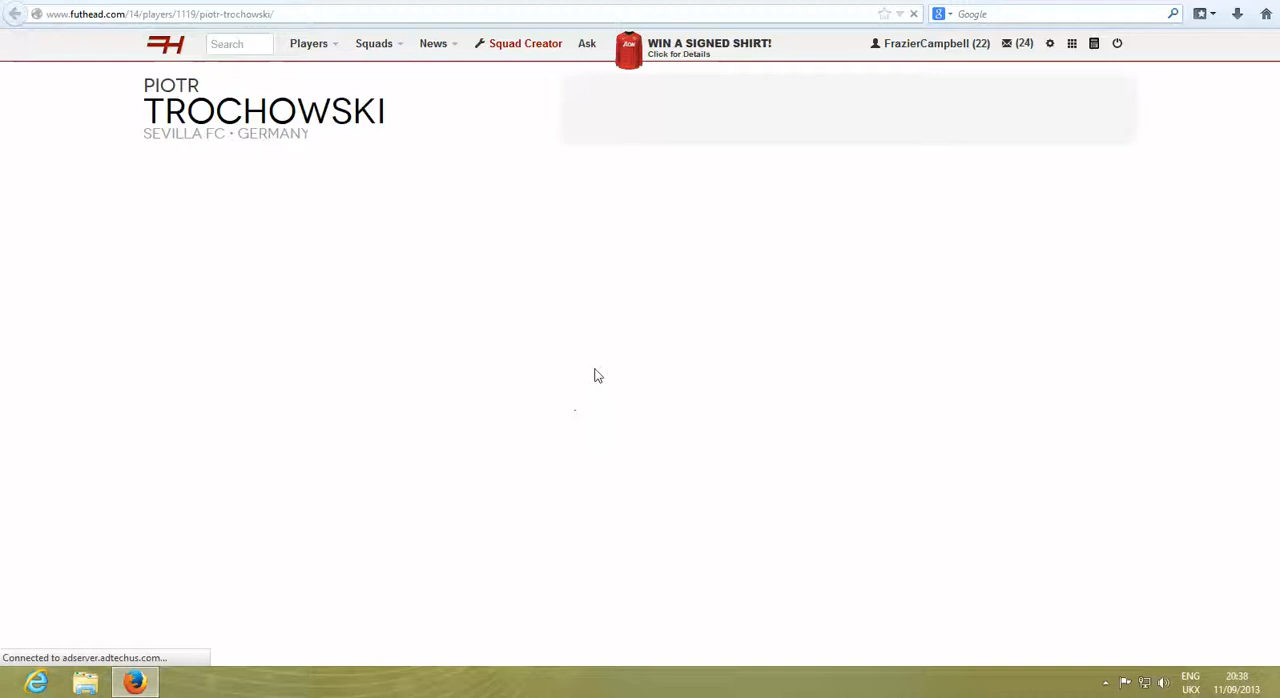 www.futhead.com/14/players/1119/piotr-trochowski/
Google
Search
Players
Squads
News
Squad Creator
Ask
WIN A SIGNED SHIRT!
Click for Details
FrazierCampbell (22)
(24)
PIOTR
TROCHOWSKI
SEVILLA FC • GERMANY
Connected to adserver.adtechus.com...
ENG
UKX
20:38
11/09/2013